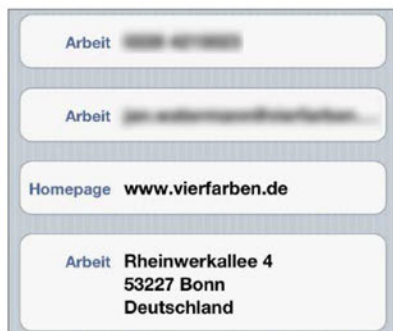 Arbeit
Arbeit
Homepage www.vierfarben.de
Arbeit Rheinwerkallee 4
53227 Bonn
Deutschland